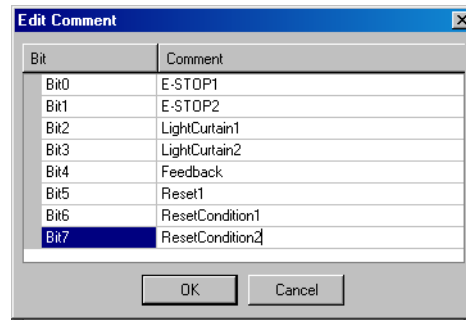 Edit Comment
Bit Comment
Bit0 E-STOP1
Bit1 E-STOP2
Bit2 LightCurtain1
Bit3 LightCurtain2
Bit4 Feedback
Bit5 Reset1
Bit6 ResetCondition1
Bit7 ResetCondition2
OK Cancel